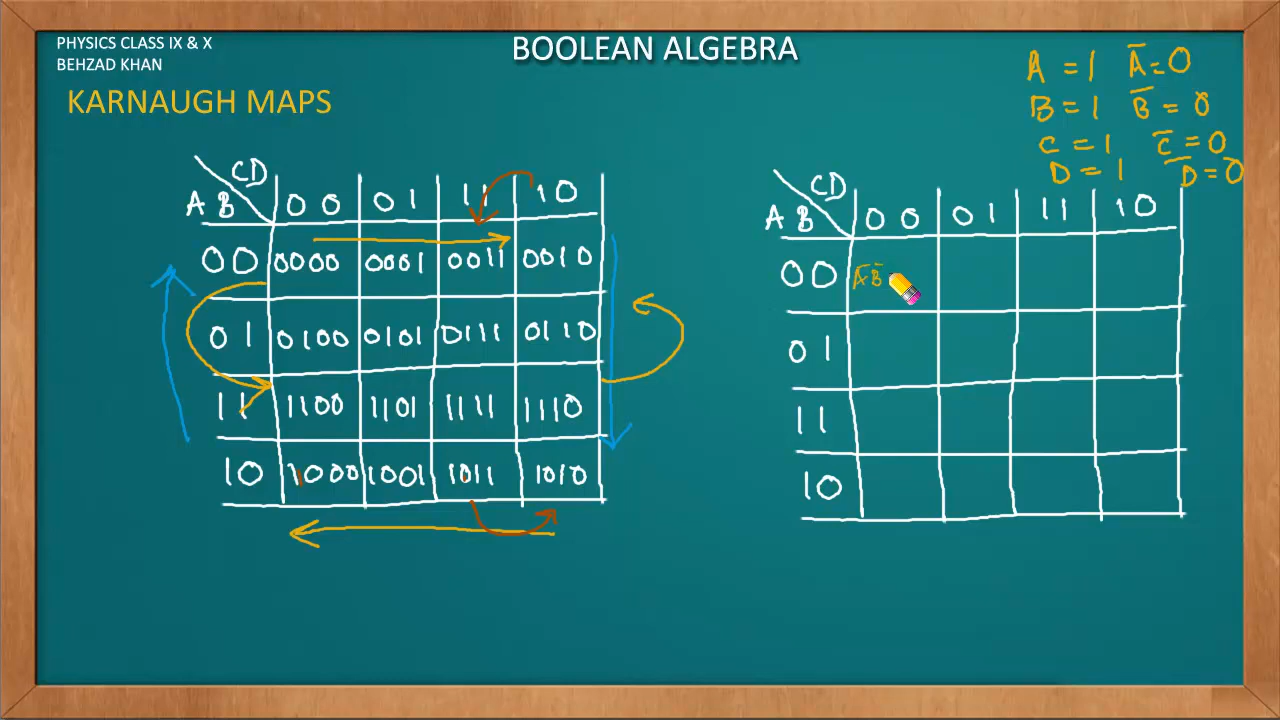 PHYSICS CLASS IX & X
BEHZAD KHAN
BOOLEAN ALGEBRA
KARNAUGH MAPS
A = 1 Ā = 0
B = 1 B̄ = 0
C = 1 C̄ = 0
D = 1 D̄ = 0
CD
AB 00 01 11 10
00 0000 0001 0011 0010
01 0100 0101 0111 0110
11 1100 1101 1111 1110
10 1000 1001 1011 1010
CD
AB 00 01 11 10
00 ĀB̄
01
11
10